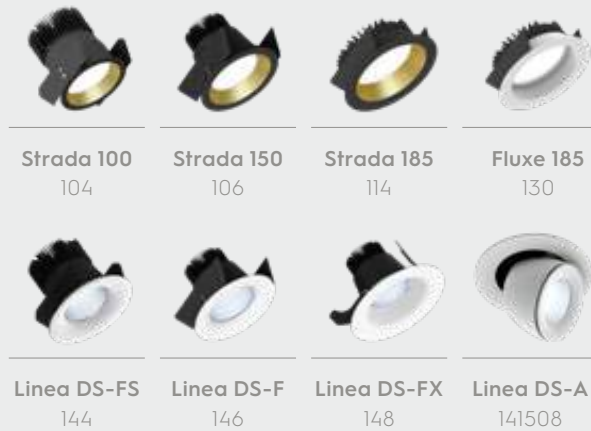 Strada 100 Strada 150 Strada 185 Fluxe 185
104 106 114 130
Linea DS-FS Linea DS-F Linea DS-FX Linea DS-A
144 146 148 141508